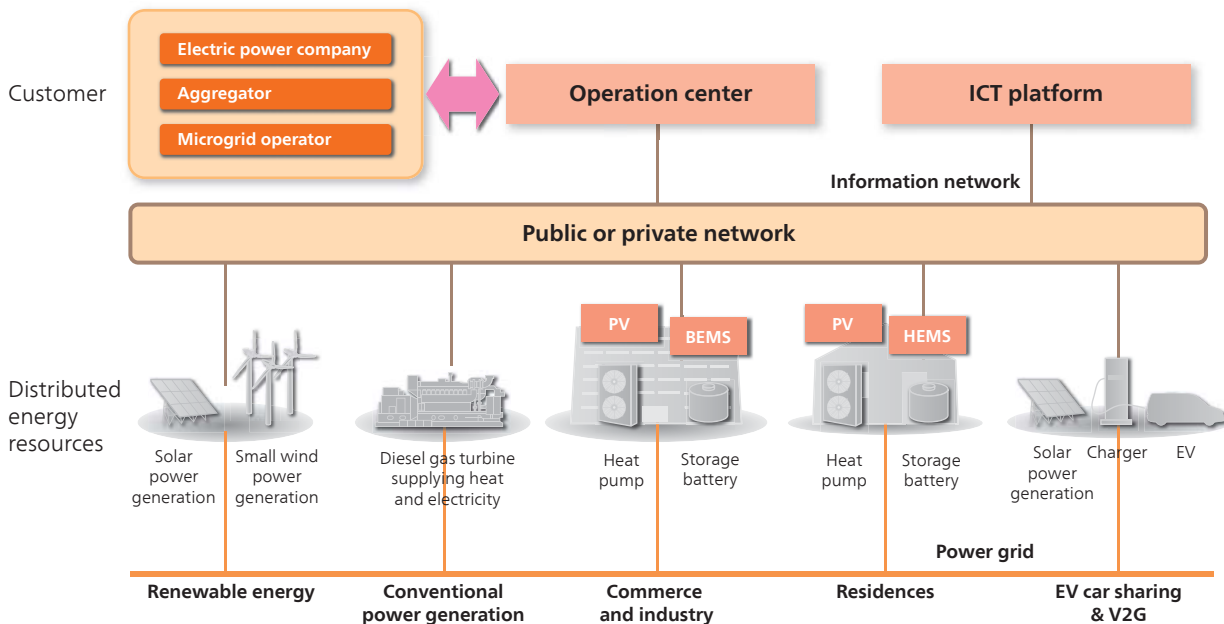 Customer
Electric power company
Aggregator
Microgrid operator
Operation center
ICT platform
Information network
Public or private network
Distributed
energy
resources
Solar
power
generation
Small wind
power
generation
Diesel gas turbine
supplying heat
and electricity
PV
BEMS
Heat
pump
Storage
battery
PV
HEMS
Heat
pump
Storage
battery
Solar
power
generation
Charger
EV
Power grid
Renewable energy
Conventional
power generation
Commerce
and industry
Residences
EV car sharing
& V2G